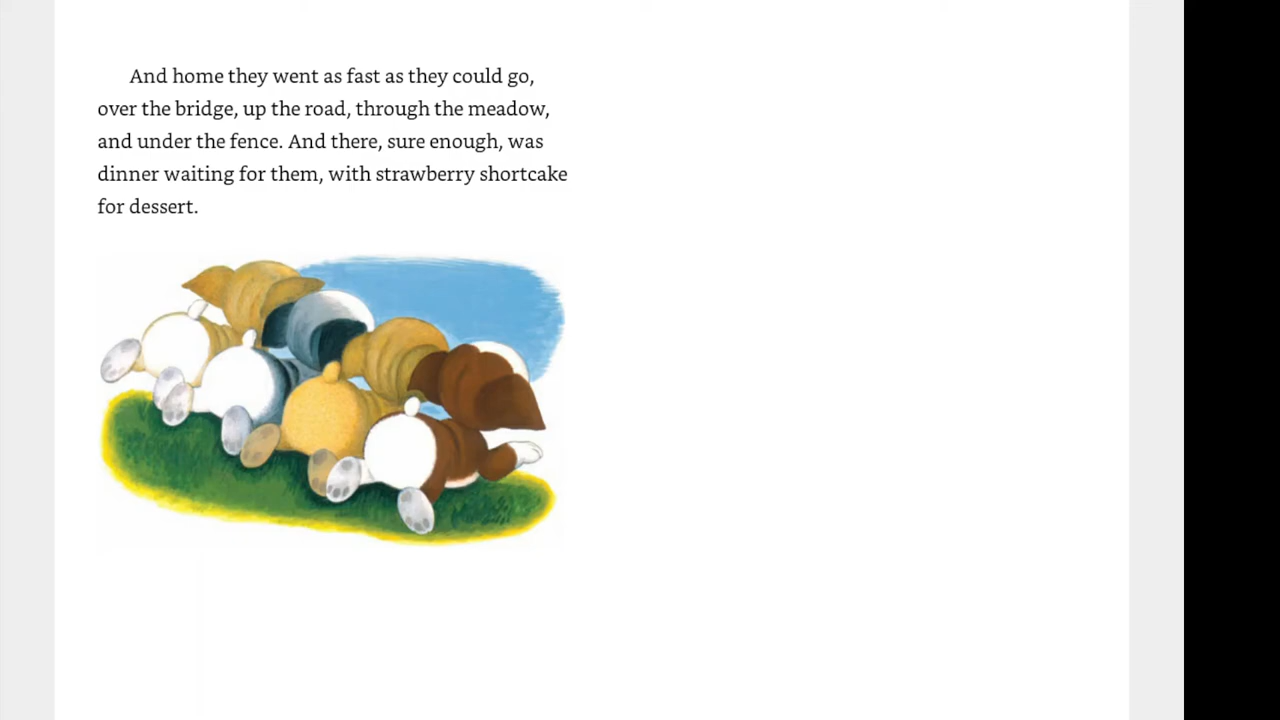 And home they went as fast as they could go,
over the bridge, up the road, through the meadow,
and under the fence. And there, sure enough, was
dinner waiting for them, with strawberry shortcake
for dessert.